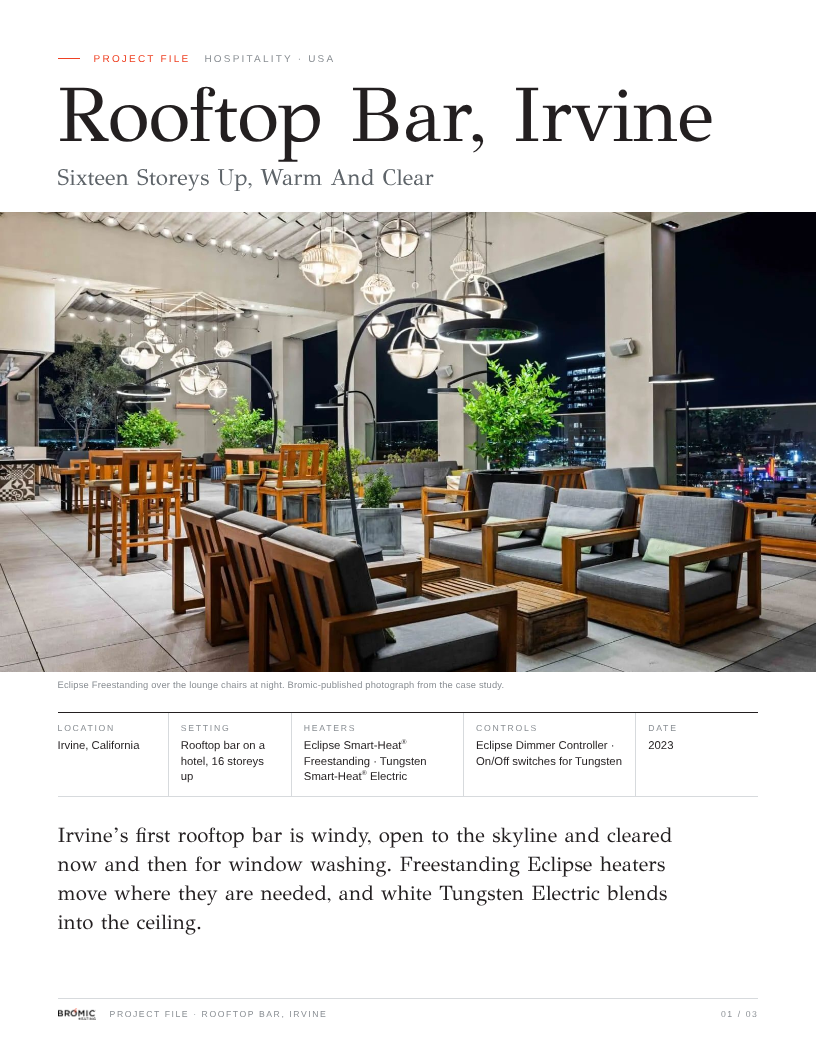 PROJECT FILE HOSPITALITY · USA
Rooftop Bar, Irvine
Sixteen Storeys Up, Warm And Clear
Eclipse Freestanding over the lounge chairs at night. Bromic-published photograph from the case study.
LOCATION
Irvine, California
SETTING
Rooftop bar on a
hotel, 16 storeys
up
HEATERS
Eclipse Smart-Heat®
Freestanding · Tungsten
Smart-Heat® Electric
CONTROLS
Eclipse Dimmer Controller ·
On/Off switches for Tungsten
DATE
2023
Irvine’s first rooftop bar is windy, open to the skyline and cleared
now and then for window washing. Freestanding Eclipse heaters
move where they are needed, and white Tungsten Electric blends
into the ceiling.
BROMIC
HEATING
PROJECT FILE · ROOFTOP BAR, IRVINE
01 / 03